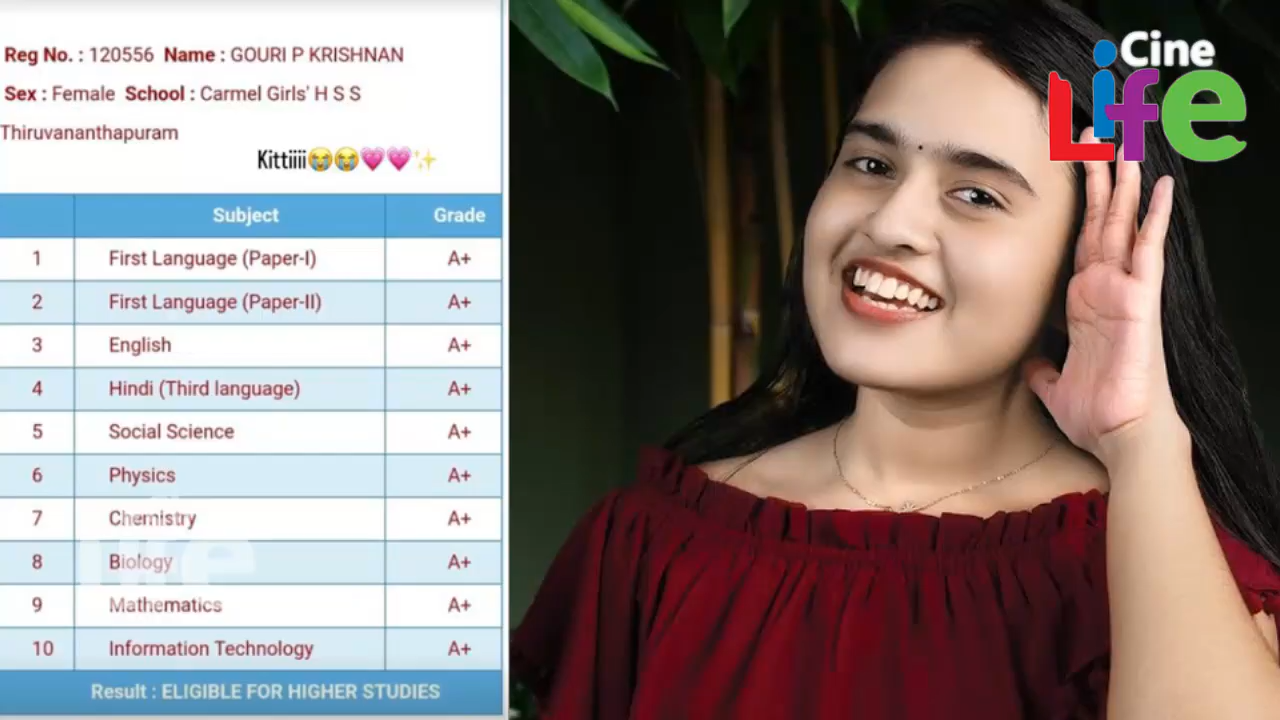 Reg No. : 120556 Name : GOURI P KRISHNAN
Sex : Female School : Carmel Girls' H S S
Thiruvananthapuram
Kittiiii😭😭💗💗✨
Subject Grade
1 First Language (Paper-I) A+
2 First Language (Paper-II) A+
3 English A+
4 Hindi (Third language) A+
5 Social Science A+
6 Physics A+
7 Chemistry A+
8 Biology A+
9 Mathematics A+
10 Information Technology A+
Result : ELIGIBLE FOR HIGHER STUDIES
Cine
Life
life